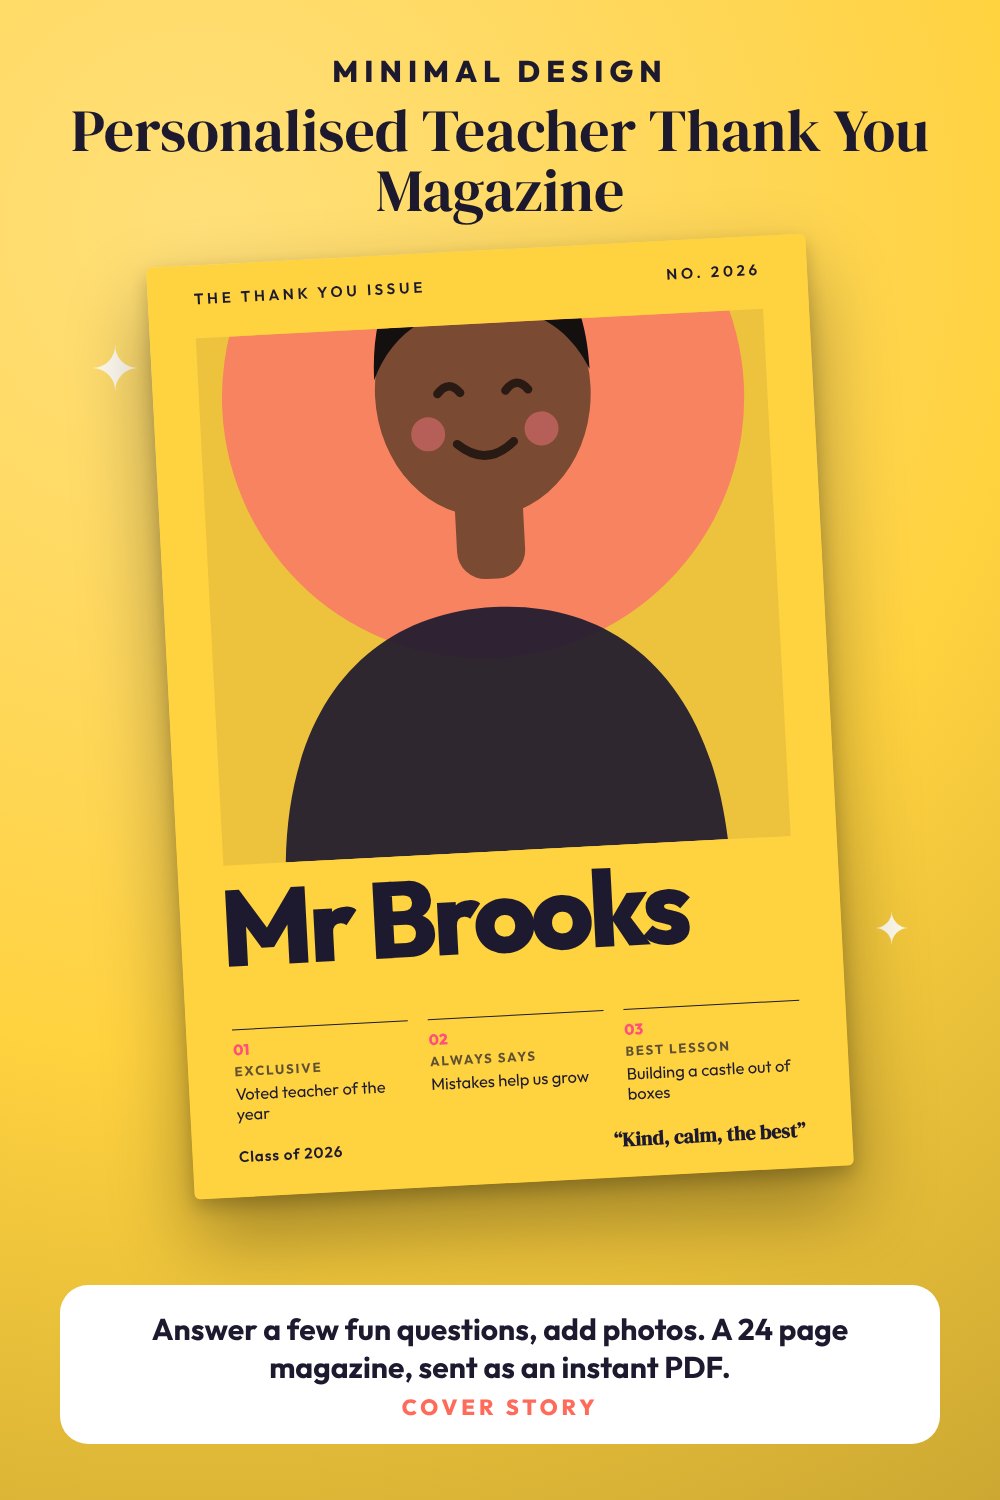 MINIMAL DESIGN
Personalised Teacher Thank You
Magazine
THE THANK YOU ISSUE
NO. 2026
Mr Brooks
01
EXCLUSIVE
Voted teacher of the
year
02
ALWAYS SAYS
Mistakes help us grow
03
BEST LESSON
Building a castle out of
boxes
Class of 2026
“Kind, calm, the best”
Answer a few fun questions, add photos. A 24 page
magazine, sent as an instant PDF.
COVER STORY